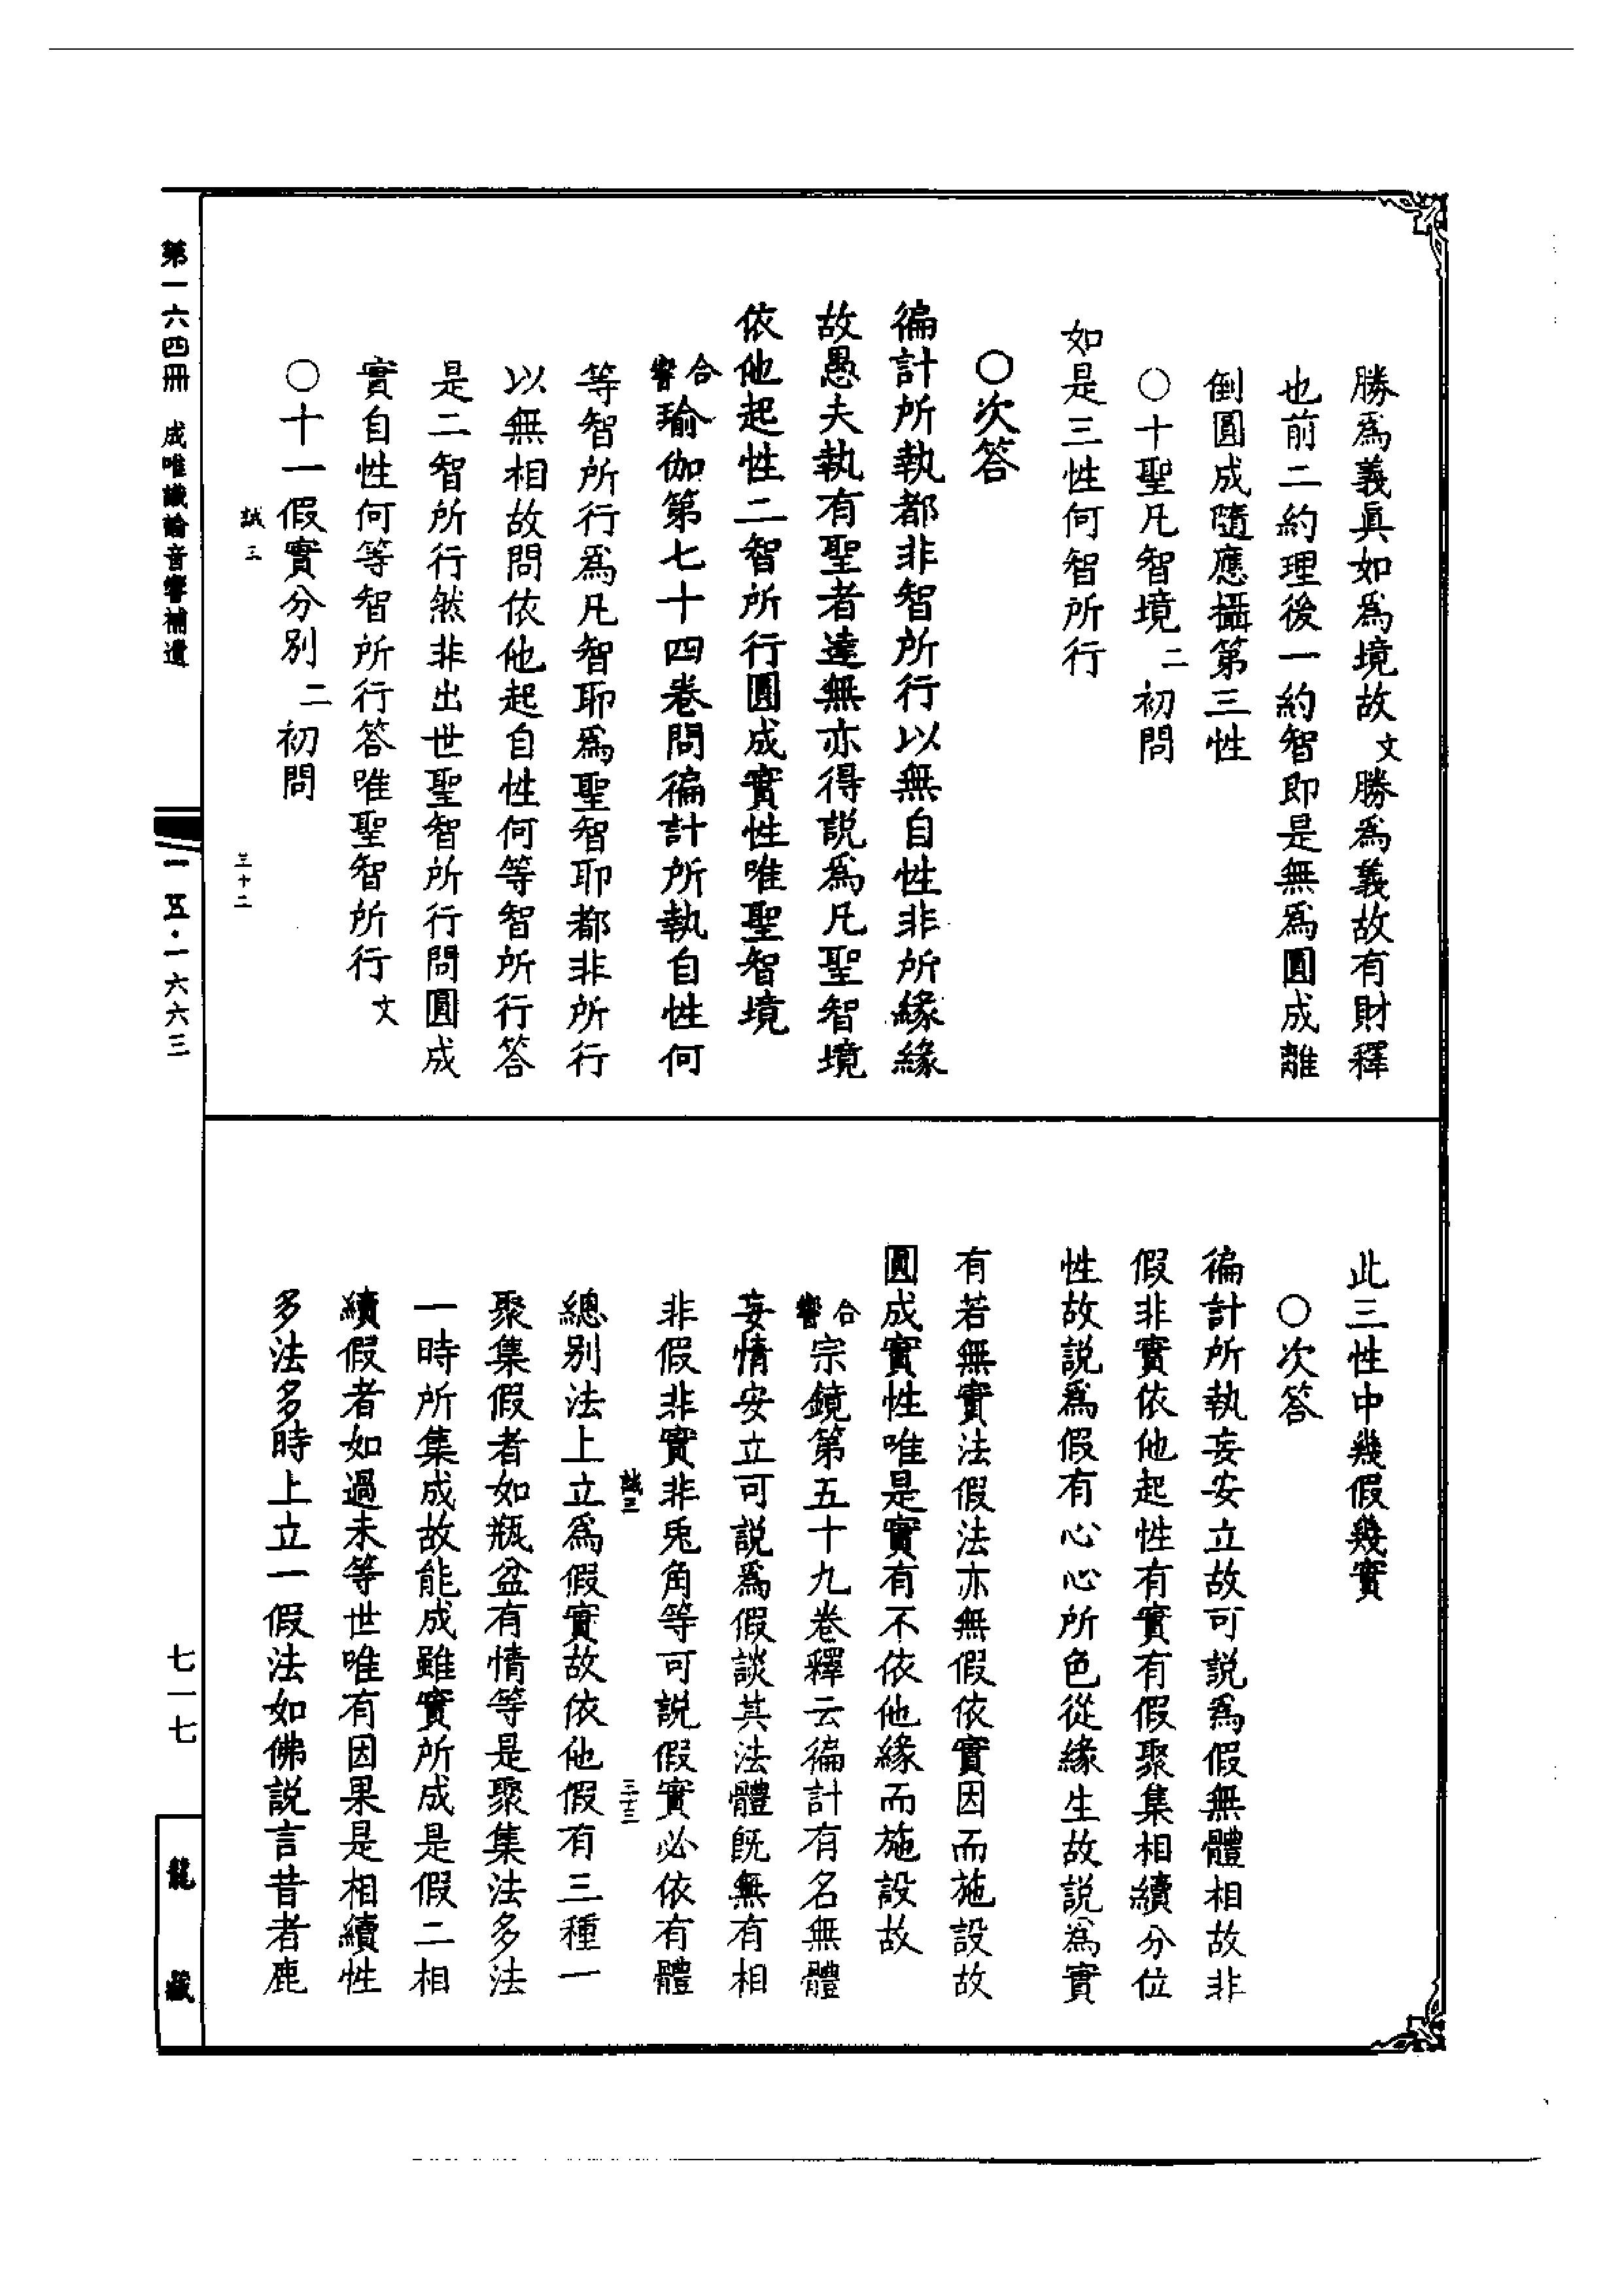 勝爲義眞如爲境故文勝爲義故有財釋
也前二約理後一約智即是無爲圓成離
倒圓成隨應攝第三性
○十聖凡智境二初問
如是三性何智所行
○次答
徧計所執都非智所行以無自性非所緣緣
故愚夫執有聖者達無亦得説爲凡聖智境
依他起性二智所行圓成實性唯聖智境
合響瑜伽第七十四卷問徧計所執自性何
等智所行爲凡智耶爲聖智耶都非所行
以無相故問依他起自性何等智所行答
是二智所行然非出世聖智所行問圓成
實自性何等智所行答唯聖智所行文
○十一假實分別二初問
誠三 三十二
此三性中幾假幾實
○次答
徧計所執妄安立故可説爲假無體相故非
假非實依他起性有實有假聚集相續分位
性故説爲假有心心所色從緣生故説爲實
有若無實法假法亦無假依實因而施設故
圓成實性唯是實有不依他緣而施設故
合響宗鏡第五十九卷釋云徧計有名無體
妄情安立可説爲假談其法體旣無有相
非假非實非兎角等可説假實必依有體
誠三 三十三
總别法上立爲假實故依他假有三種一
聚集假者如瓶盆有情等是聚集法多法
一時所集成故能成雖實所成是假二相
續假者如過未等世唯有因果是相續性
多法多時上立一假法如佛説言昔者鹿
第一六四冊 成唯識論音響補遺
一五·一六六三
七一七
龍藏